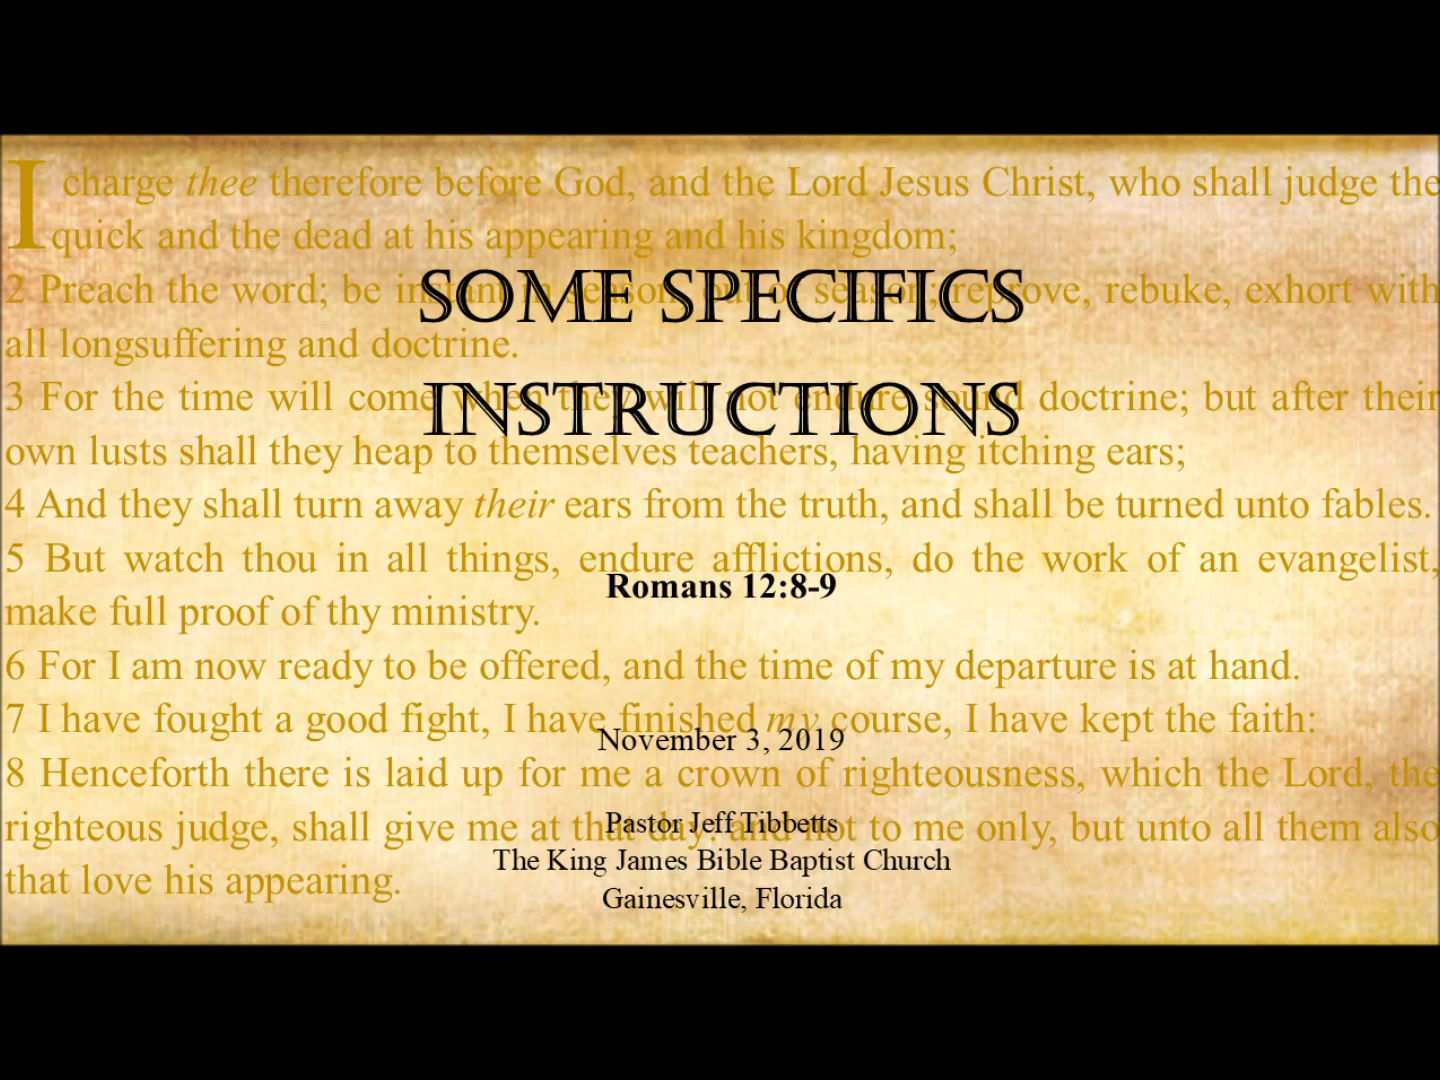 I charge thee therefore before God, and the Lord Jesus Christ, who shall judge the
quick and the dead at his appearing and his kingdom;
SOME SPECIFICS
2 Preach the word; be instant in season, out of season; reprove, rebuke, exhort with
all longsuffering and doctrine.
INSTRUCTIONS
3 For the time will come when they will not endure sound doctrine; but after their
own lusts shall they heap to themselves teachers, having itching ears;
4 And they shall turn away their ears from the truth, and shall be turned unto fables.
5 But watch thou in all things, endure afflictions, do the work of an evangelist,
Romans 12:8-9
make full proof of thy ministry.
6 For I am now ready to be offered, and the time of my departure is at hand.
7 I have fought a good fight, I have finished my course, I have kept the faith:
November 3, 2019
8 Henceforth there is laid up for me a crown of righteousness, which the Lord, the
righteous judge, shall give me at that day: and not to me only, but unto all them also
Pastor Jeff Tibbetts
The King James Bible Baptist Church
that love his appearing.
Gainesville, Florida